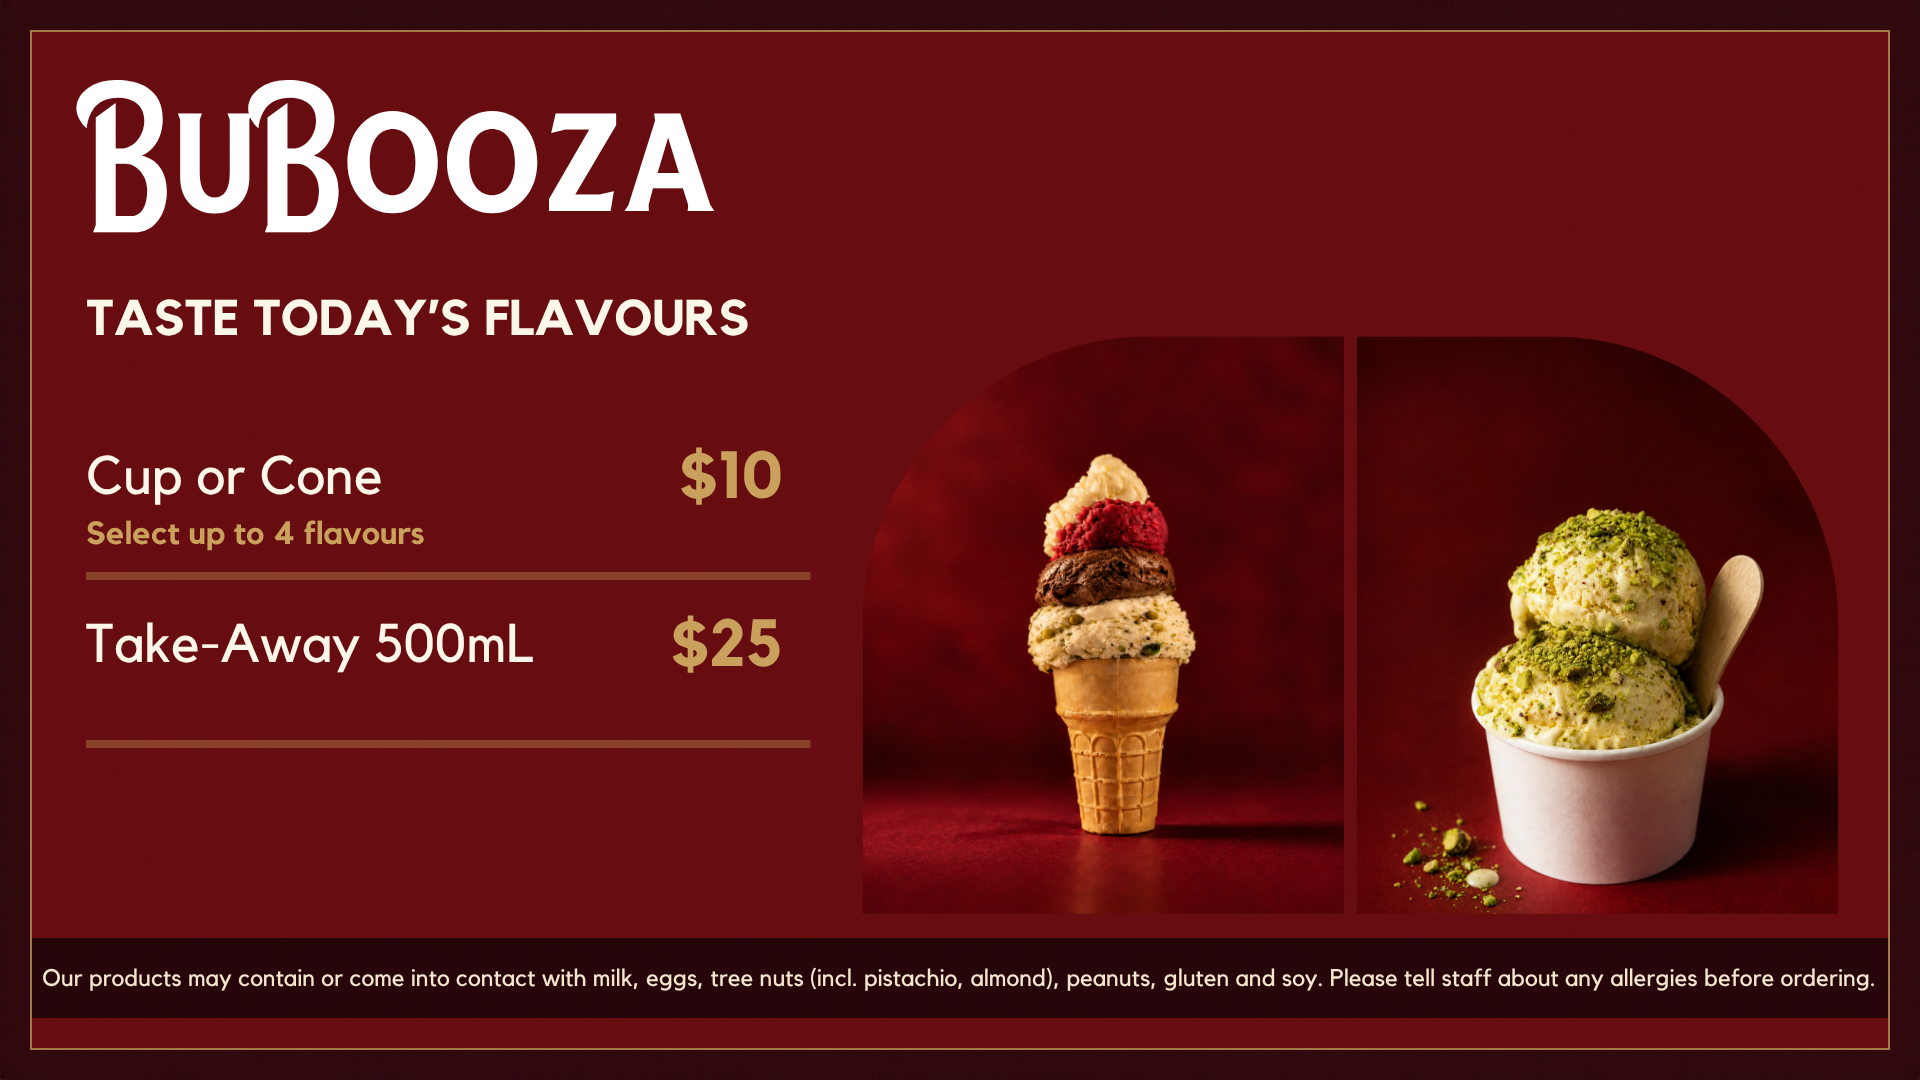 BUBOOZA
TASTE TODAY’S FLAVOURS
Cup or Cone $10
Select up to 4 flavours
Take-Away 500mL $25
Our products may contain or come into contact with milk, eggs, tree nuts (incl. pistachio, almond), peanuts, gluten and soy. Please tell staff about any allergies before ordering.